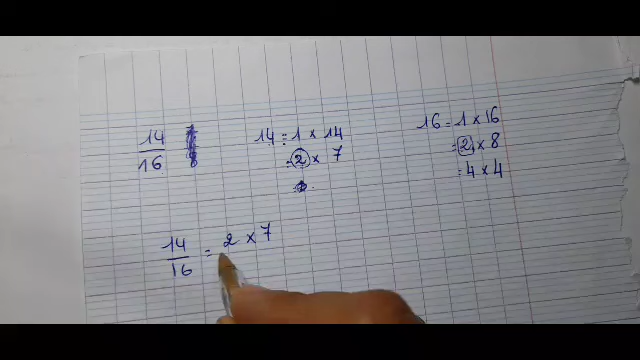 14/16
14 = 1 × 14
= 2 × 7
16 = 1 × 16
= 2 × 8
= 4 × 4
14/16 = 2 × 7